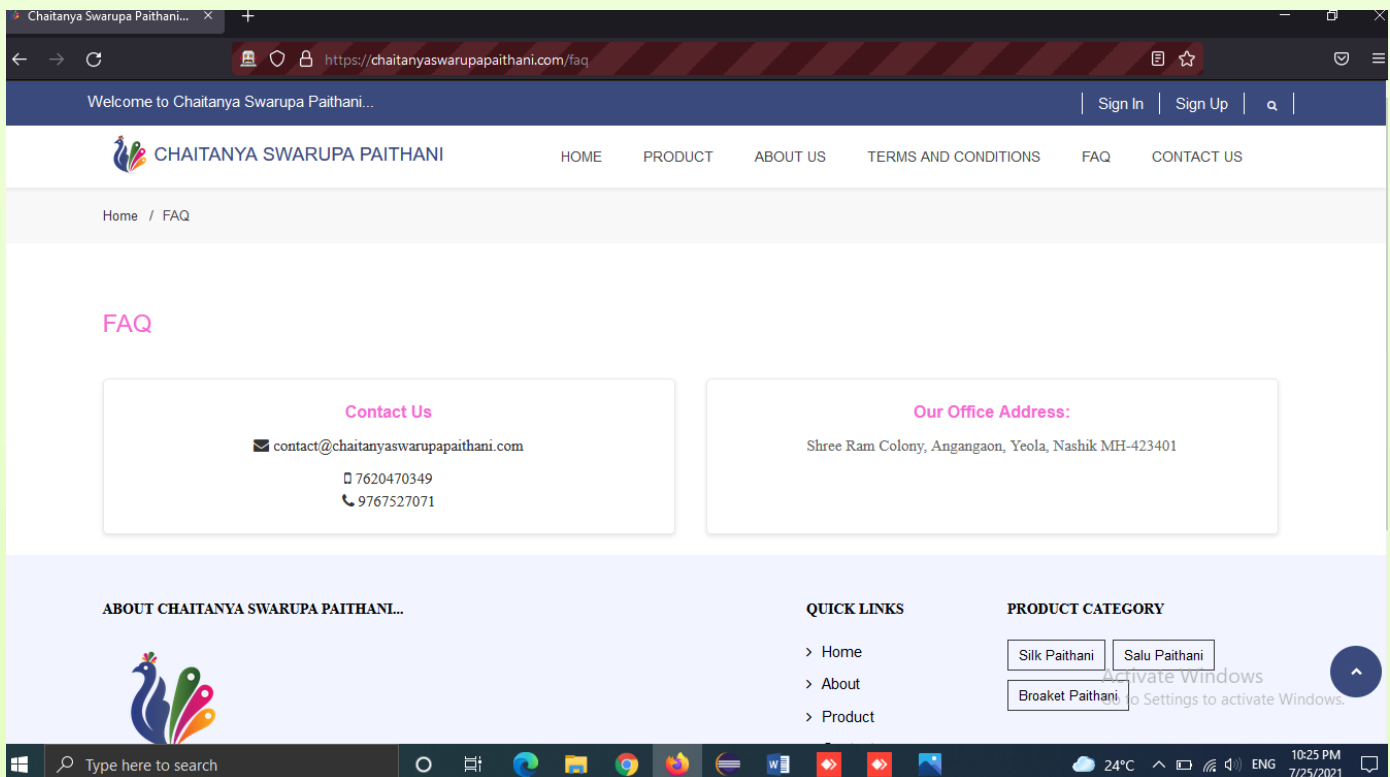 Chaitanya Swarupa Paithani...
https://chaitanyaswarupapaithani.com/faq
Welcome to Chaitanya Swarupa Paithani...
Sign In Sign Up
CHAITANYA SWARUPA PAITHANI HOME PRODUCT ABOUT US TERMS AND CONDITIONS FAQ CONTACT US
Home / FAQ
FAQ
Contact Us
contact@chaitanyaswarupapaithani.com
7620470349
9767527071
Our Office Address:
Shree Ram Colony, Angangaon, Yeola, Nashik MH-423401
ABOUT CHAITANYA SWARUPA PAITHANI...
QUICK LINKS
> Home
> About
> Product
PRODUCT CATEGORY
Silk Paithani Salu Paithani
Broaket Paithani
Activate Windows
Go to Settings to activate Windows.
Type here to search
24°C ENG 10:25 PM
7/25/2021